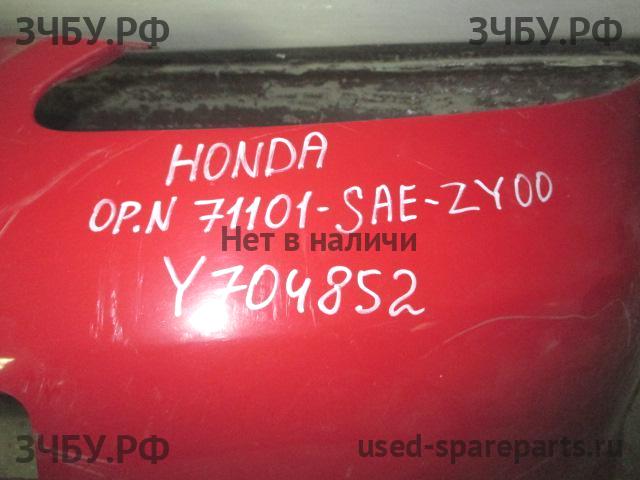 ЗЧБУ.РФ ЗЧБУ.РФ
HONDA
OP.N 71101-SAE-ZY00
Нет в наличи
Y704852
ЗЧБУ.РФ used-spareparts.ru